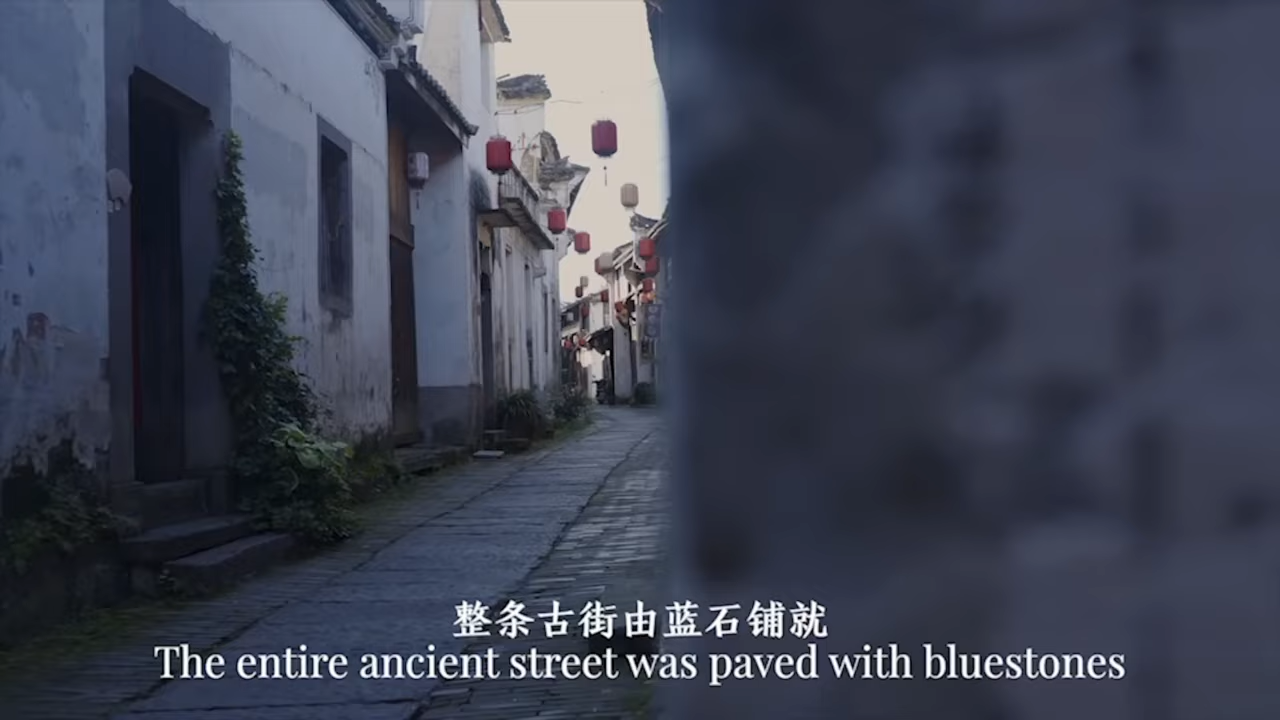 整条古街由蓝石铺就
The entire ancient street was paved with bluestones